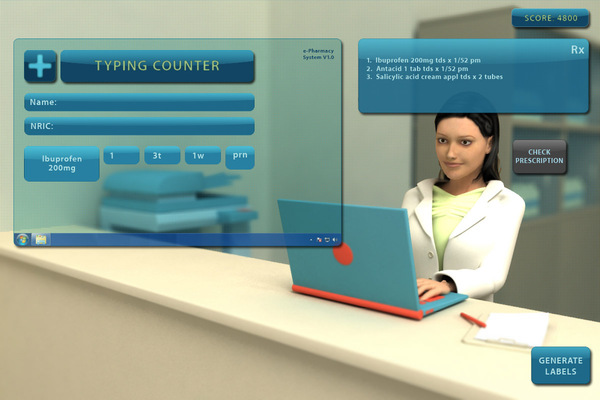 SCORE: 4800
e-Pharmacy
System V1.0
TYPING COUNTER
Name:
NRIC:
Ibuprofen
200mg
1
3t
1w
prn
Rx
1. Ibuprofen 200mg tds x 1/52 pm
2. Antacid 1 tab tds x 1/52 pm
3. Salicylic acid cream appl tds x 2 tubes
CHECK
PRESCRIPTION
GENERATE
LABELS